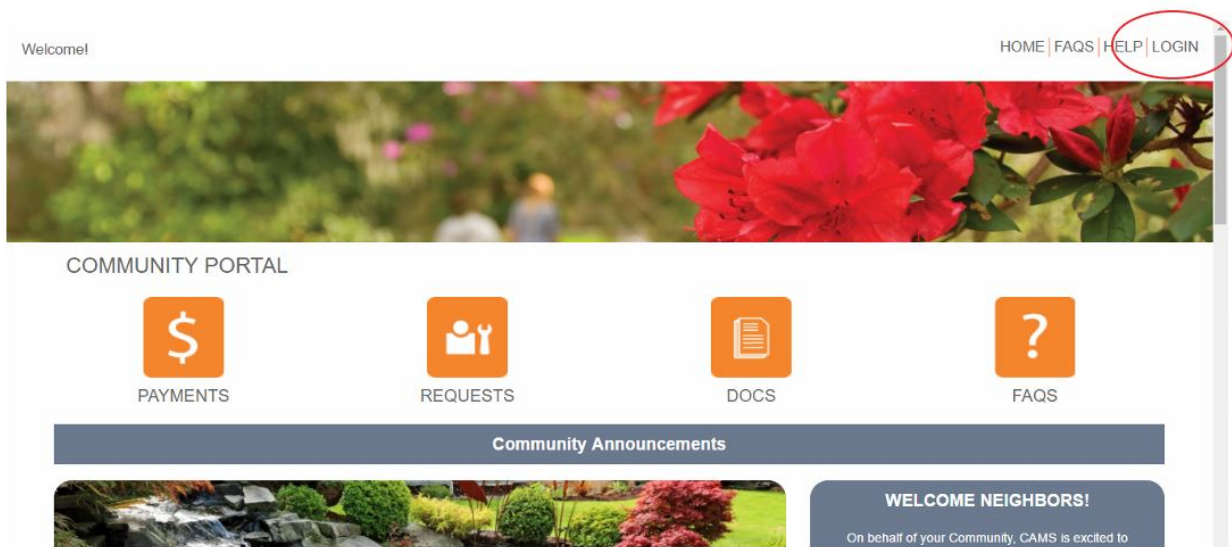 Welcome!
HOME | FAQS | HELP | LOGIN
COMMUNITY PORTAL
$
?
PAYMENTS
REQUESTS
DOCS
FAQS
Community Announcements
WELCOME NEIGHBORS!
On behalf of your Community, CAMS is excited to